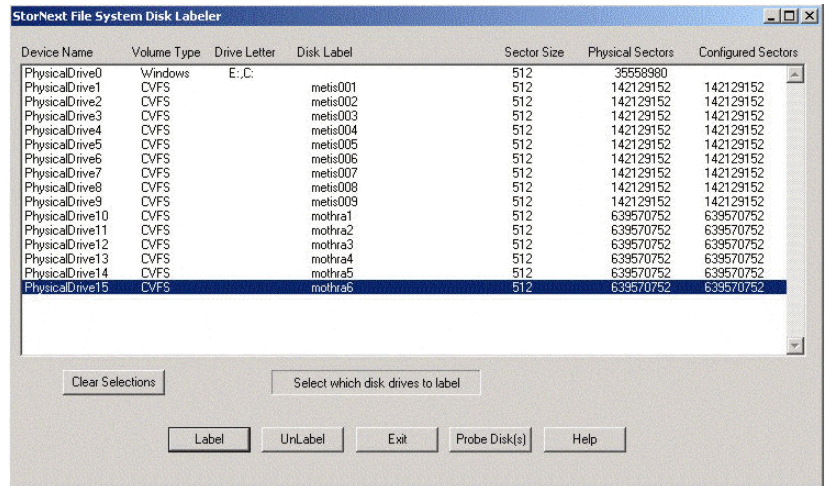 StorNext File System Disk Labeler
Device Name Volume Type Drive Letter Disk Label Sector Size Physical Sectors Configured Sectors
PhysicalDrive0 Windows E:,C: 512 35558980
PhysicalDrive1 CVFS metis001 512 142129152 142129152
PhysicalDrive2 CVFS metis002 512 142129152 142129152
PhysicalDrive3 CVFS metis003 512 142129152 142129152
PhysicalDrive4 CVFS metis004 512 142129152 142129152
PhysicalDrive5 CVFS metis005 512 142129152 142129152
PhysicalDrive6 CVFS metis006 512 142129152 142129152
PhysicalDrive7 CVFS metis007 512 142129152 142129152
PhysicalDrive8 CVFS metis008 512 142129152 142129152
PhysicalDrive9 CVFS metis009 512 142129152 142129152
PhysicalDrive10 CVFS mothra1 512 639570752 639570752
PhysicalDrive11 CVFS mothra2 512 639570752 639570752
PhysicalDrive12 CVFS mothra3 512 639570752 639570752
PhysicalDrive13 CVFS mothra4 512 639570752 639570752
PhysicalDrive14 CVFS mothra5 512 639570752 639570752
PhysicalDrive15 CVFS mothra6 512 639570752 639570752
Clear Selections Select which disk drives to label
Label UnLabel Exit Probe Disk(s) Help